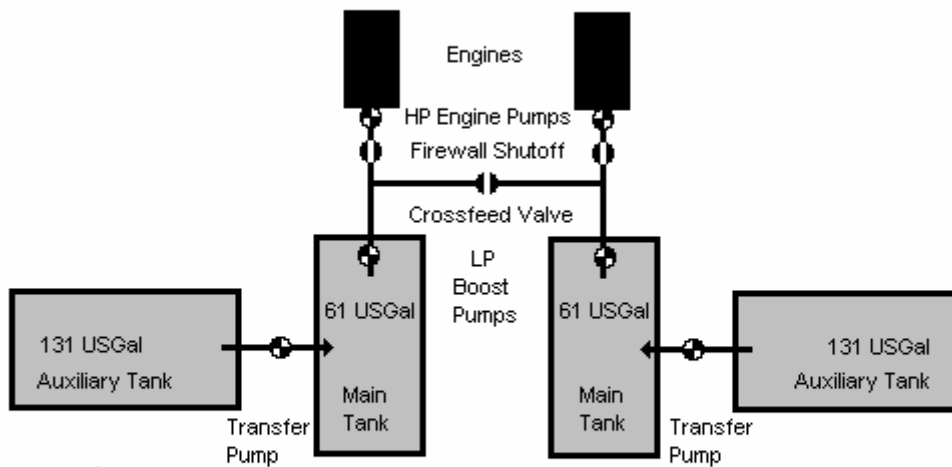 Engines
HP Engine Pumps
Firewall Shutoff
Crossfeed Valve
LP
Boost
Pumps
61 USGal
61 USGal
131 USGal
Auxiliary Tank
131 USGal
Auxiliary Tank
Main
Tank
Main
Tank
Transfer
Pump
Transfer
Pump